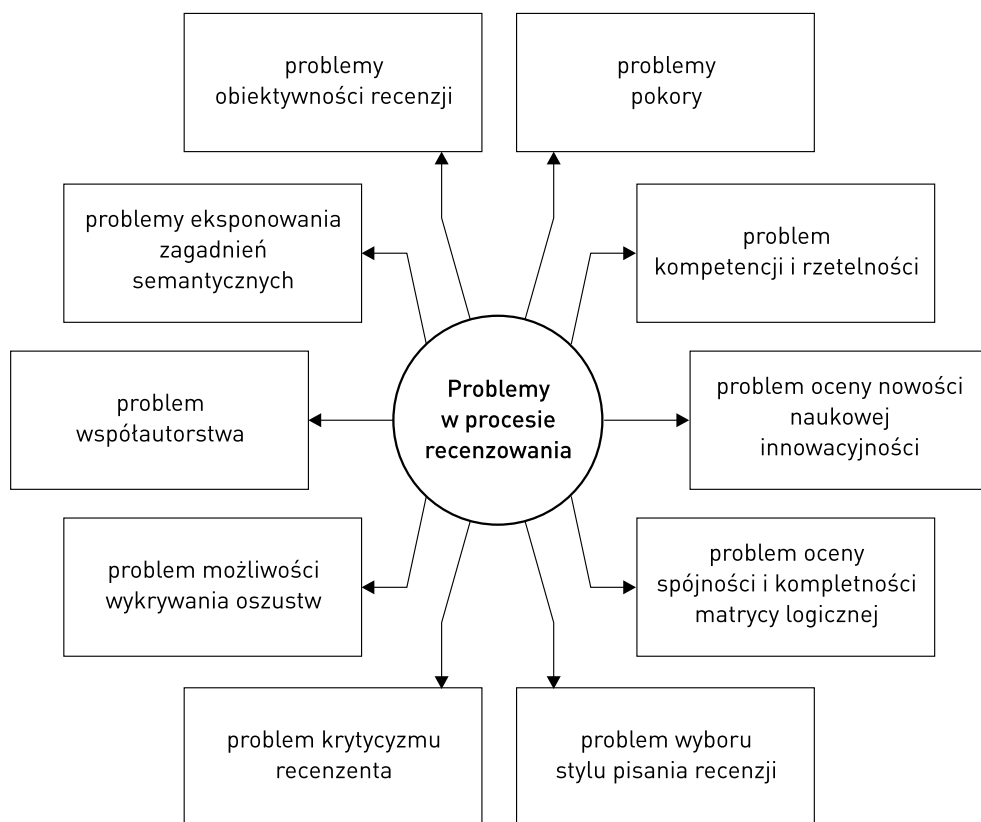 problemy
obiektywności recenzji
problemy
pokory
problemy eksponowania
zagadnień
semantycznych
problem
kompetencji i rzetelności
problem
współautorstwa
Problemy
w procesie
recenzowania
problem oceny nowości
naukowej
innowacyjności
problem możliwości
wykrywania oszustw
problem oceny
spójności i kompletności
matrycy logicznej
problem krytycyzmu
recenzenta
problem wyboru
stylu pisania recenzji